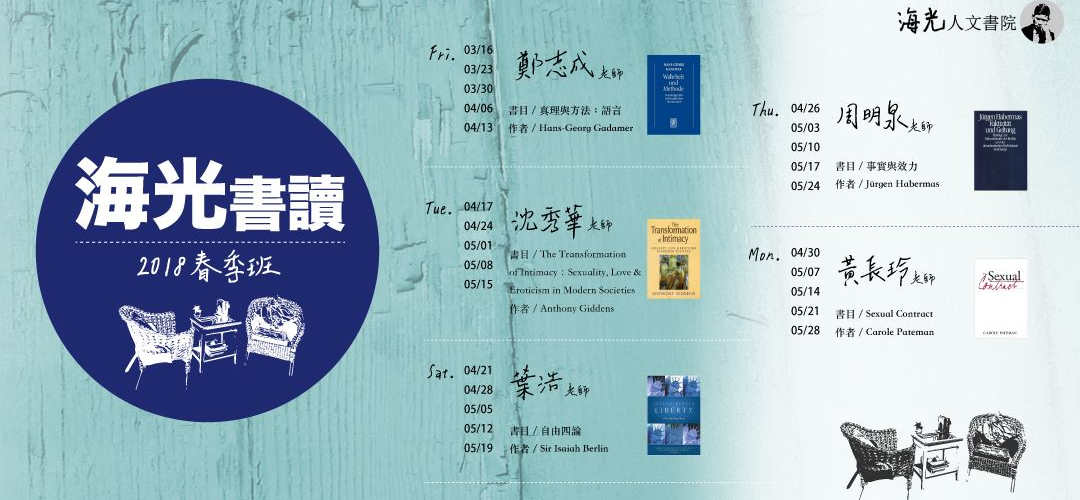 海光人文書院
海光書讀
2018春季班
Fri.
03/16
03/23
03/30
04/06
04/13
鄭志成老師
書目 / 真理與方法：語言
作者 / Hans-Georg Gadamer
HANS-GEORG
GADAMER
Wahrheit
und
Methode
Tue.
04/17
04/24
05/01
05/08
05/15
沈秀華老師
書目 / The Transformation
of Intimacy : Sexuality, Love &
Eroticism in Modern Societies
作者 / Anthony Giddens
The
Transformation
of Intimacy
ANTHONY GIDDENS
Sat.
04/21
04/28
05/05
05/12
05/19
葉浩老師
書目 / 自由四論
作者 / Sir Isaiah Berlin
LIBERTY
Thu.
04/26
05/03
05/10
05/17
05/24
周明泉老師
書目 / 事實與效力
作者 / Jürgen Habermas
Jürgen Habermas
Faktizität
und Geltung
Mon.
04/30
05/07
05/14
05/21
05/28
黃長玲老師
書目 / Sexual Contract
作者 / Carole Pateman
Sexual
Contract
CAROLE PATEMAN